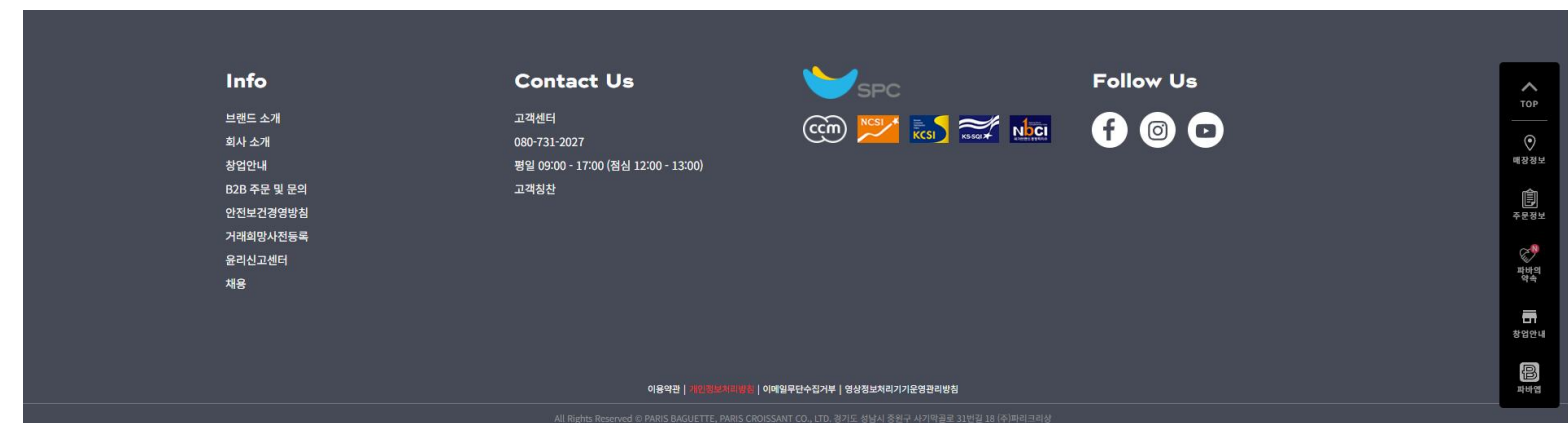 Info
브랜드 소개
회사 소개
창업안내
B2B 주문 및 문의
안전보건경영방침
거래희망사전등록
윤리신고센터
채용
Contact Us
고객센터
080-731-2027
평일 09:00 - 17:00 (점심 12:00 - 13:00)
고객칭찬
SPC
ccm NCSI KCSI KS-SQI NbCI
Follow Us
TOP
매장정보
주문정보
N
파바의
약속
창업안내
파바앱
이용약관 | 개인정보처리방침 | 이메일무단수집거부 | 영상정보처리기기운영관리방침
All Rights Reserved © PARIS BAGUETTE, PARIS CROISSANT CO., LTD. 경기도 성남시 중원구 사기막골로 31번길 18 (주)파리크라상